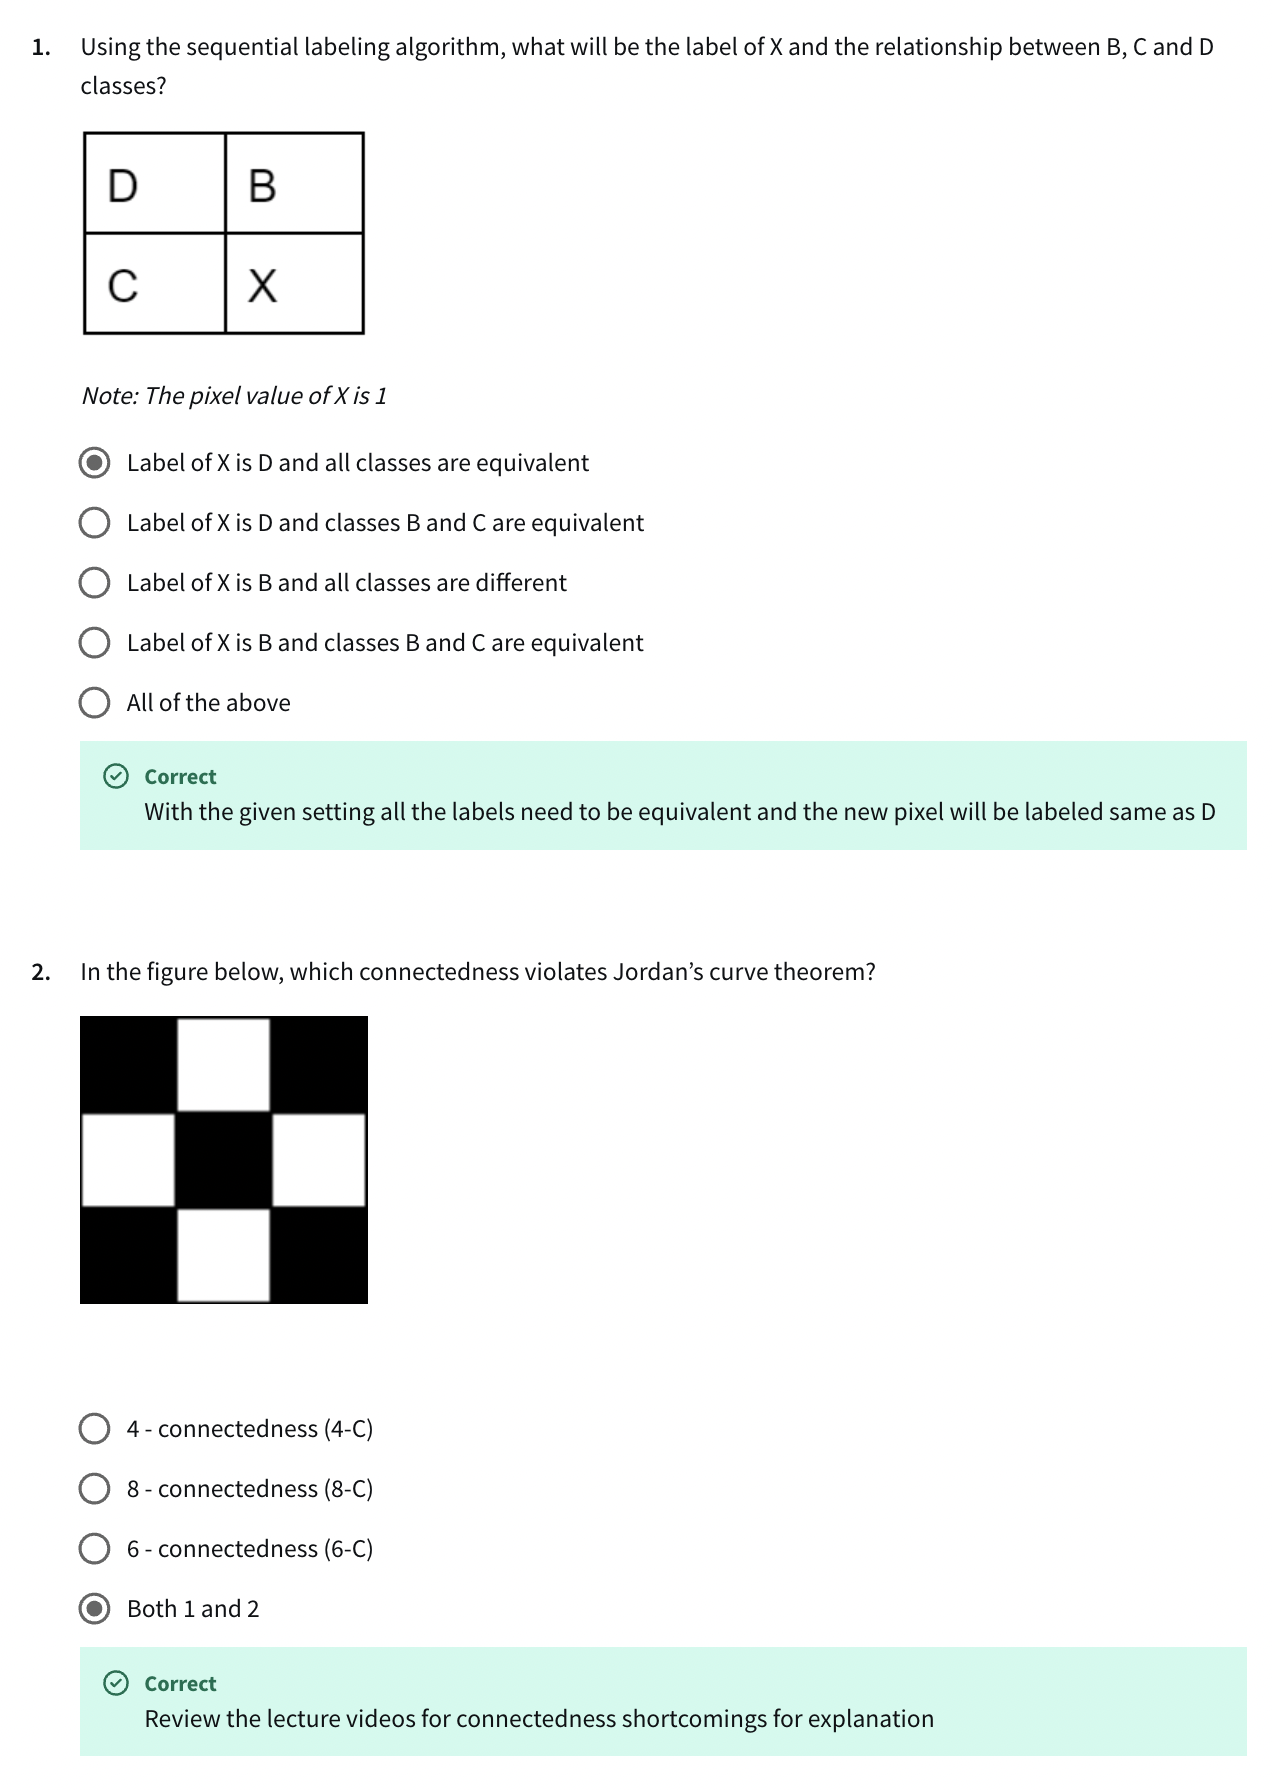 1. Using the sequential labeling algorithm, what will be the label of X and the relationship between B, C and D
classes?
D B
C X
Note: The pixel value of X is 1
Label of X is D and all classes are equivalent
Label of X is D and classes B and C are equivalent
Label of X is B and all classes are different
Label of X is B and classes B and C are equivalent
All of the above
Correct
With the given setting all the labels need to be equivalent and the new pixel will be labeled same as D
2. In the figure below, which connectedness violates Jordan’s curve theorem?
4 - connectedness (4-C)
8 - connectedness (8-C)
6 - connectedness (6-C)
Both 1 and 2
Correct
Review the lecture videos for connectedness shortcomings for explanation